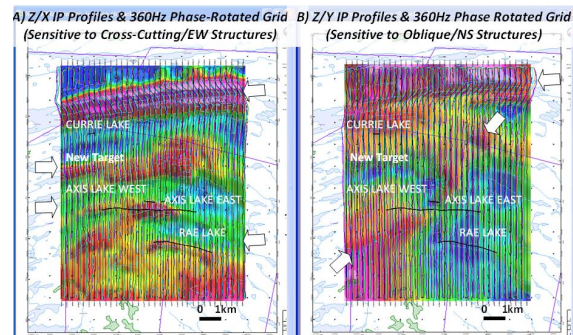 A) Z/X IP Profiles & 360Hz Phase-Rotated Grid
(Sensitive to Cross-Cutting/EW Structures)
CURRIE LAKE
New Target
AXIS LAKE WEST
AXIS LAKE EAST
RAE LAKE
0 1km
B) Z/Y IP Profiles & 360Hz Phase Rotated Grid
(Sensitive to Oblique/NS Structures)
CURRIE LAKE
New Target
AXIS LAKE WEST
AXIS LAKE EAST
RAE LAKE
0 1km